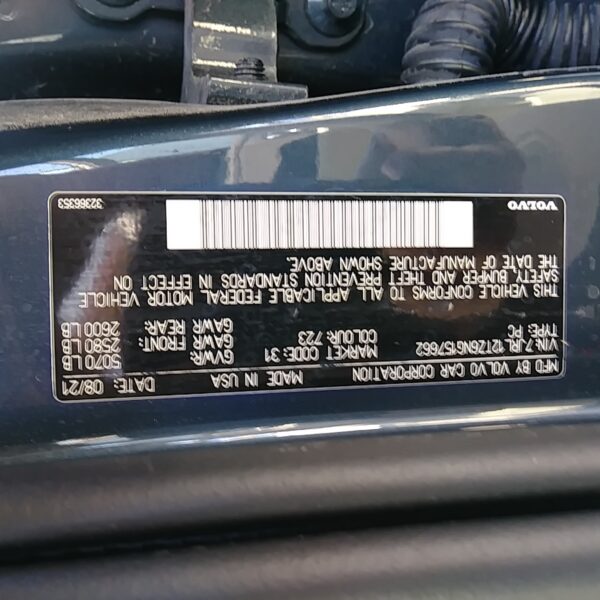 VOLVO
32366353
THIS VEHICLE CONFORMS TO ALL APPLICABLE FEDERAL MOTOR VEHICLE
SAFETY, BUMPER AND THEFT PREVENTION STANDARDS IN EFFECT ON
THE DATE OF MANUFACTURE SHOWN ABOVE.
MFG BY VOLVO CAR CORPORATION MADE IN USA 08/21
VIN: 7JRL12TZ6NG157662 MARKET CODE: 31 GVWR: 5070 LB
TYPE: PC COLOUR: 723 GAWR FRONT: 2580 LB
GAWR REAR: 2600 LB